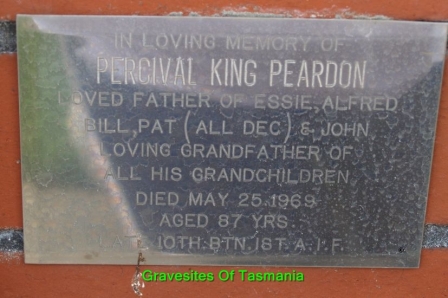 IN LOVING MEMORY OF
PERCIVAL KING PEARDON
LOVED FATHER OF ESSIE, ALFRED
BILL, PAT (ALL DEC) & JOHN
LOVING GRANDFATHER OF
ALL HIS GRANDCHILDREN
DIED MAY 25.1969
AGED 87 YRS.
LATE 10TH. BTN. 1ST. A.I.F.
Gravesites Of Tasmania